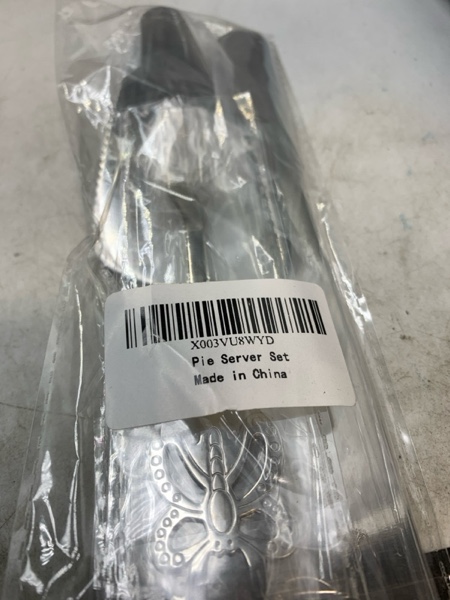 X003VU8WYD
Pie Server Set
Made in China